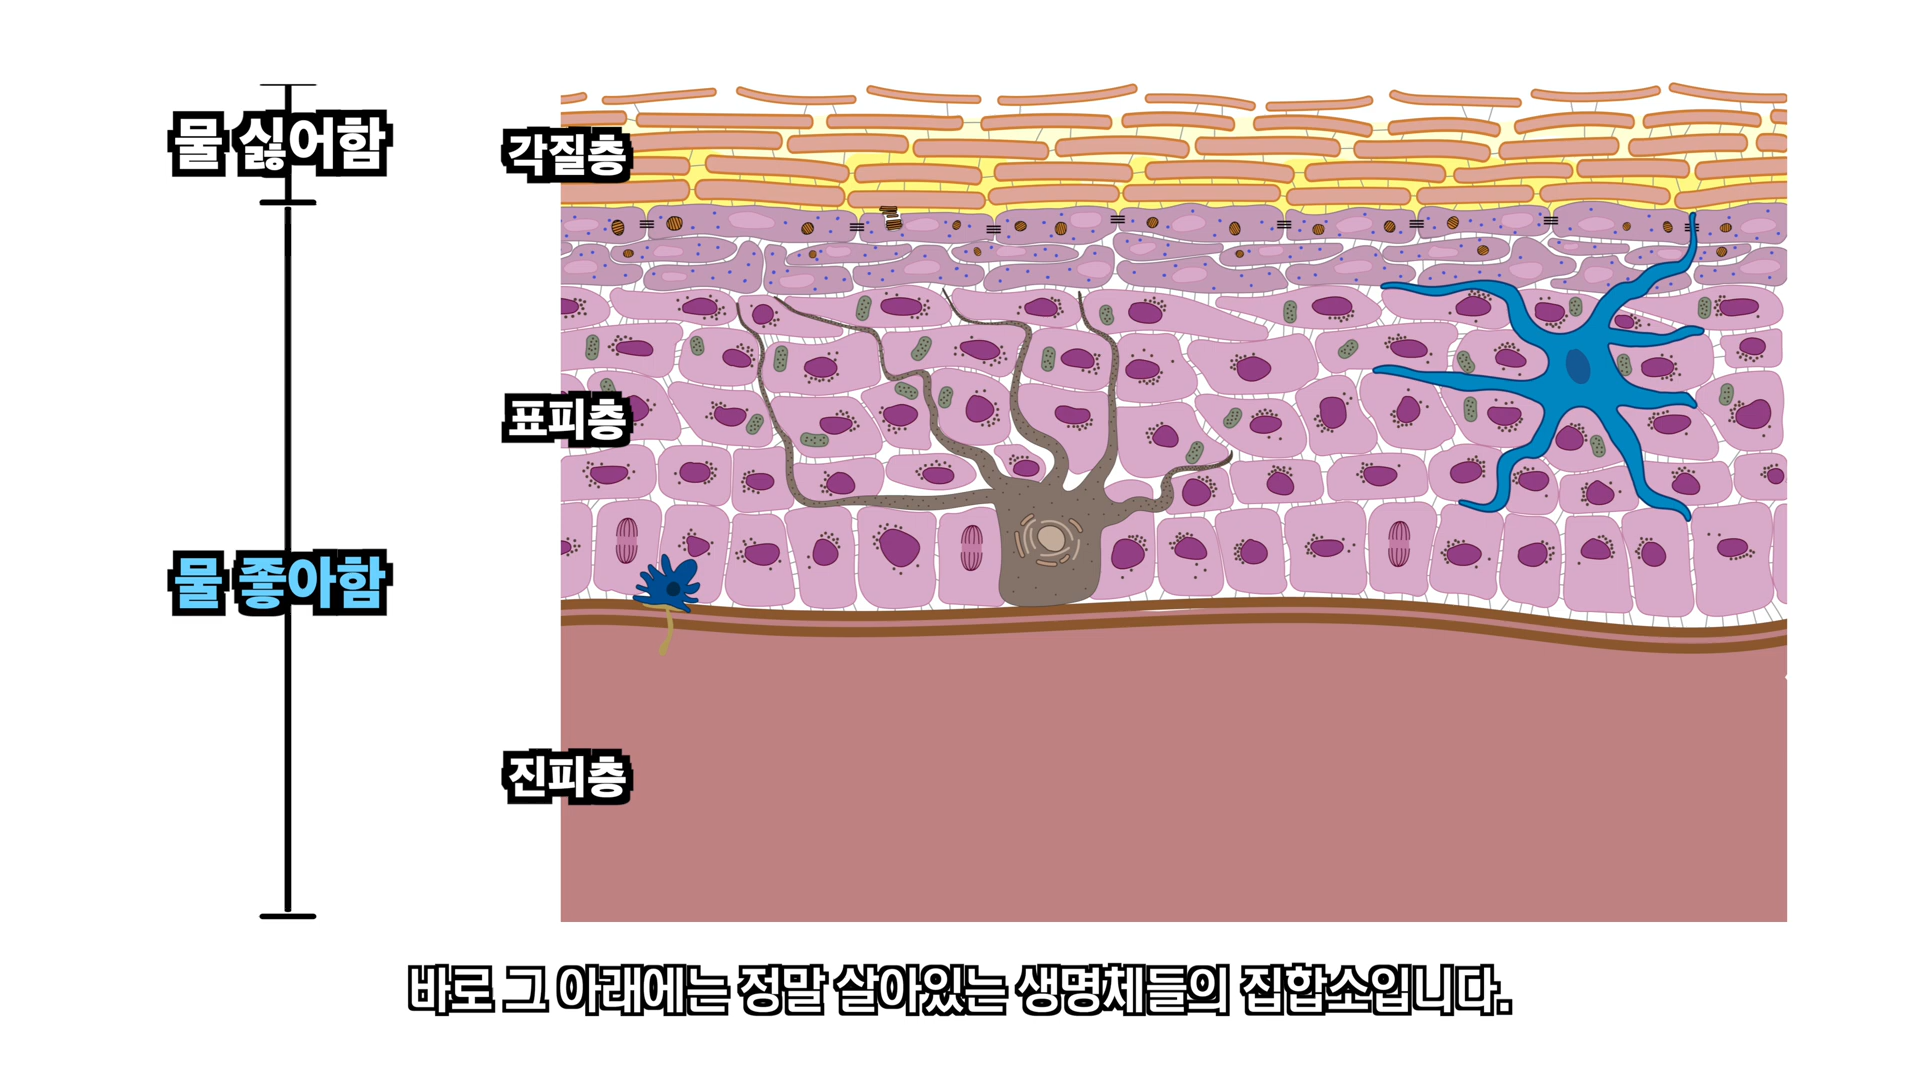 물 싫어함
각질층
표피층
물 좋아함
진피층
바로 그 아래에는 정말 살아있는 생명체들의 집합소입니다.